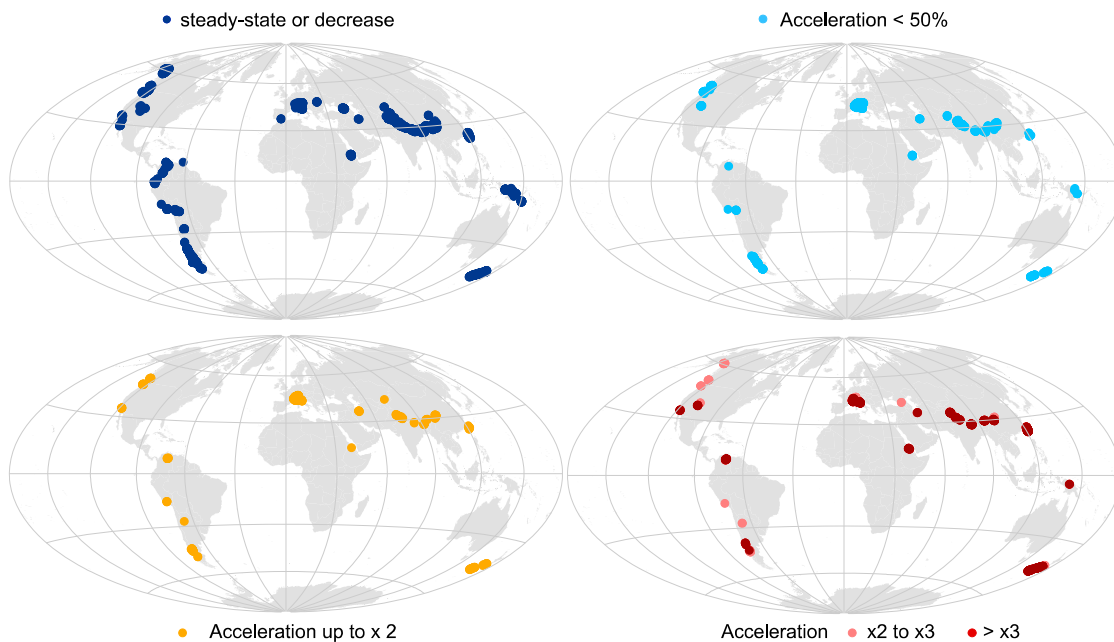 steady-state or decrease
Acceleration < 50%
Acceleration up to x 2
Acceleration x2 to x3 > x3